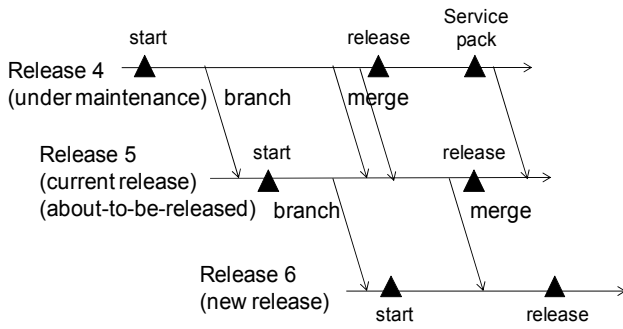 Service
pack
start
release
Release 4
(under maintenance)
branch
merge
Release 5
(current release)
(about-to-be-released)
start
release
branch
merge
Release 6
(new release)
start
release